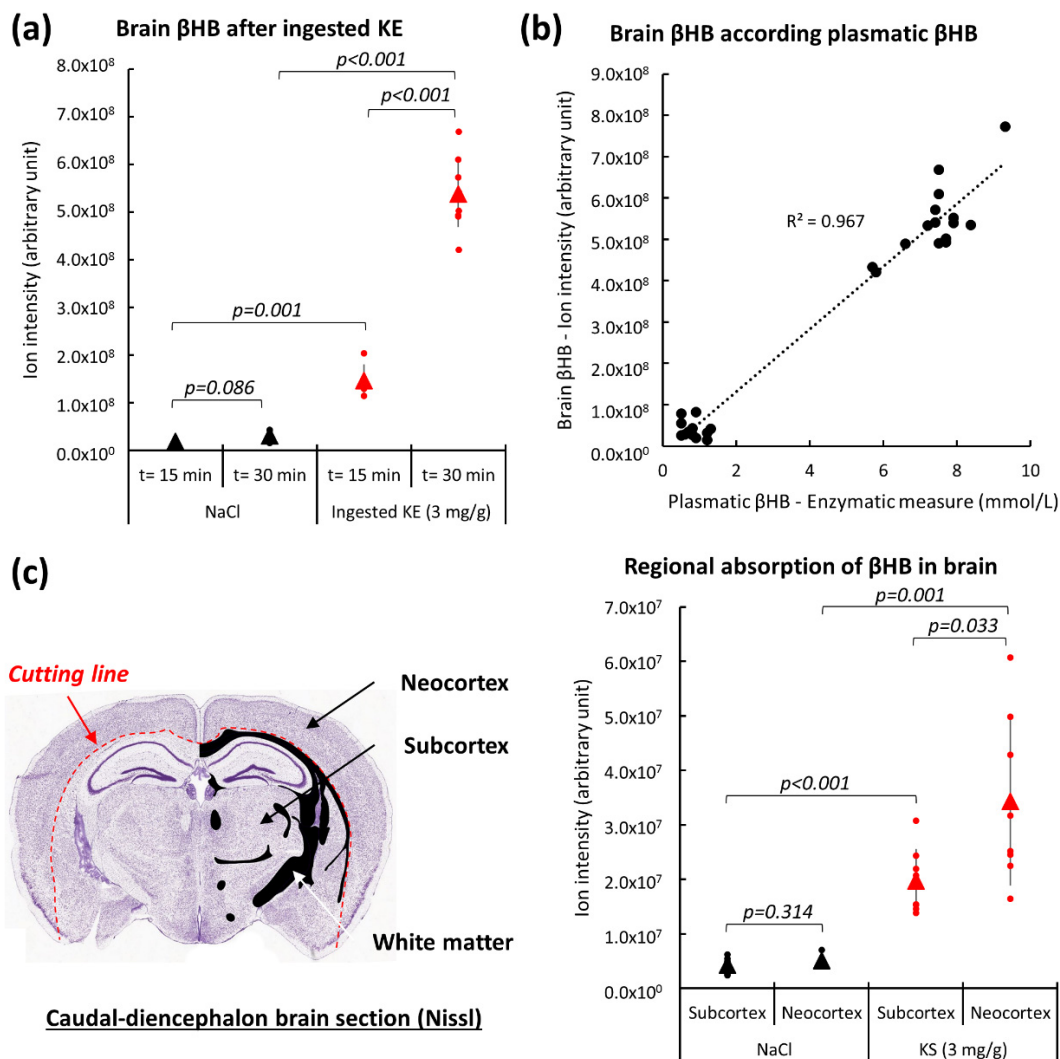 (a)
Brain βHB after ingested KE
Ion intensity (arbitrary unit)
8.0x10⁸
7.0x10⁸
6.0x10⁸
5.0x10⁸
4.0x10⁸
3.0x10⁸
2.0x10⁸
1.0x10⁸
0.0x10⁰
p<0.001
p<0.001
p=0.001
p=0.086
t= 15 min t= 30 min t= 15 min t= 30 min
NaCl Ingested KE (3 mg/g)
(b)
Brain βHB according plasmatic βHB
Brain βHB - Ion intensity (arbitrary unit)
9.0x10⁸
8.0x10⁸
7.0x10⁸
6.0x10⁸
5.0x10⁸
4.0x10⁸
3.0x10⁸
2.0x10⁸
1.0x10⁸
0.0x10⁰
R² = 0.967
0 2 4 6 8 10
Plasmatic βHB - Enzymatic measure (mmol/L)
(c)
Cutting line
Neocortex
Subcortex
White matter
Caudal-diencephalon brain section (Nissl)
Regional absorption of βHB in brain
Ion intensity (arbitrary unit)
7.0x10⁷
6.0x10⁷
5.0x10⁷
4.0x10⁷
3.0x10⁷
2.0x10⁷
1.0x10⁷
0.0x10⁰
p=0.001
p=0.033
p<0.001
p=0.314
Subcortex Neocortex Subcortex Neocortex
NaCl KS (3 mg/g)